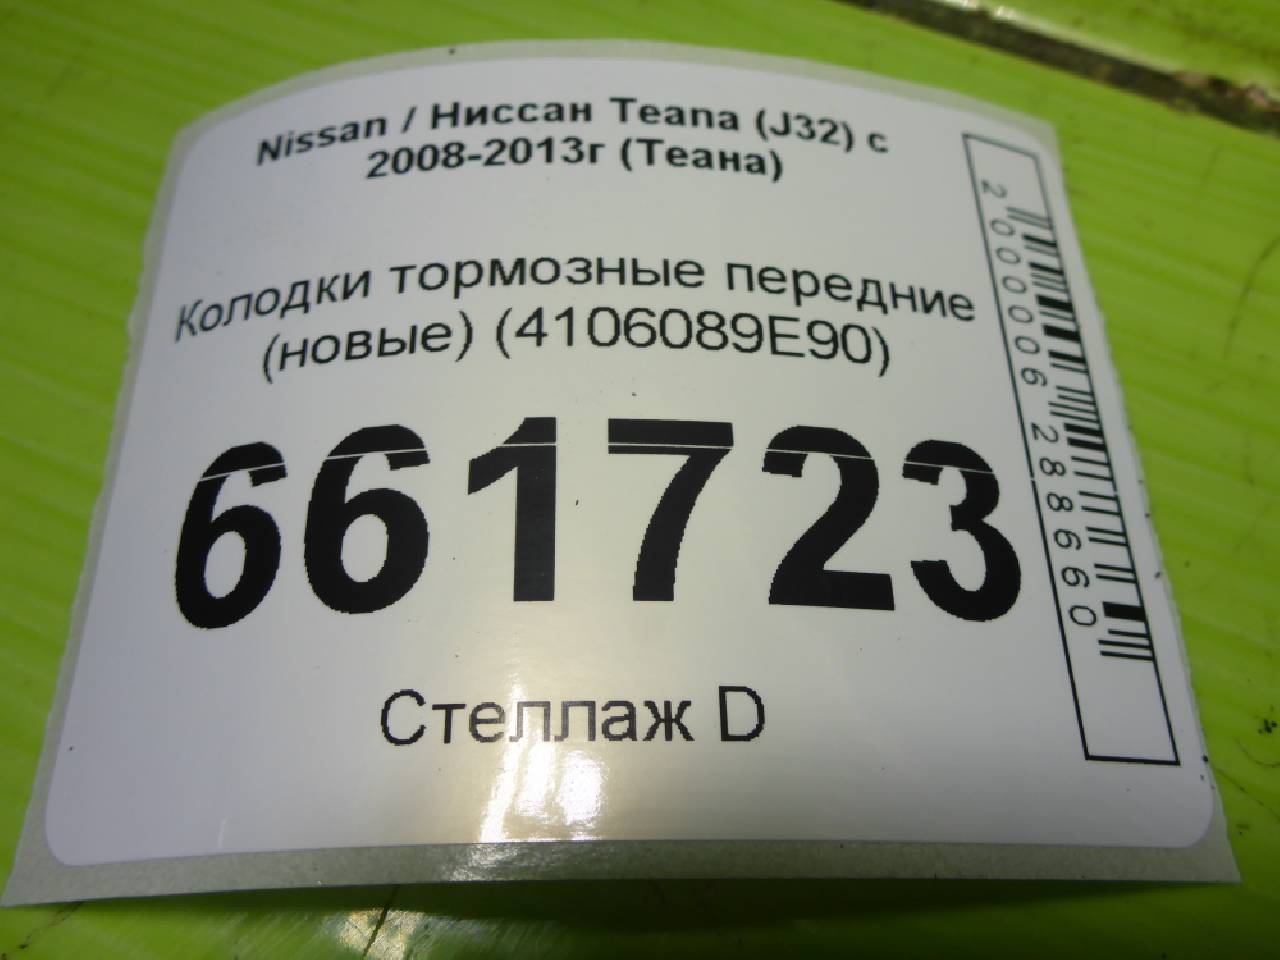 Nissan / Ниссан Teana (J32) с
2008-2013г (Теана)
Колодки тормозные передние
(новые) (4106089E90)
661723
Стеллаж D
2000006288660